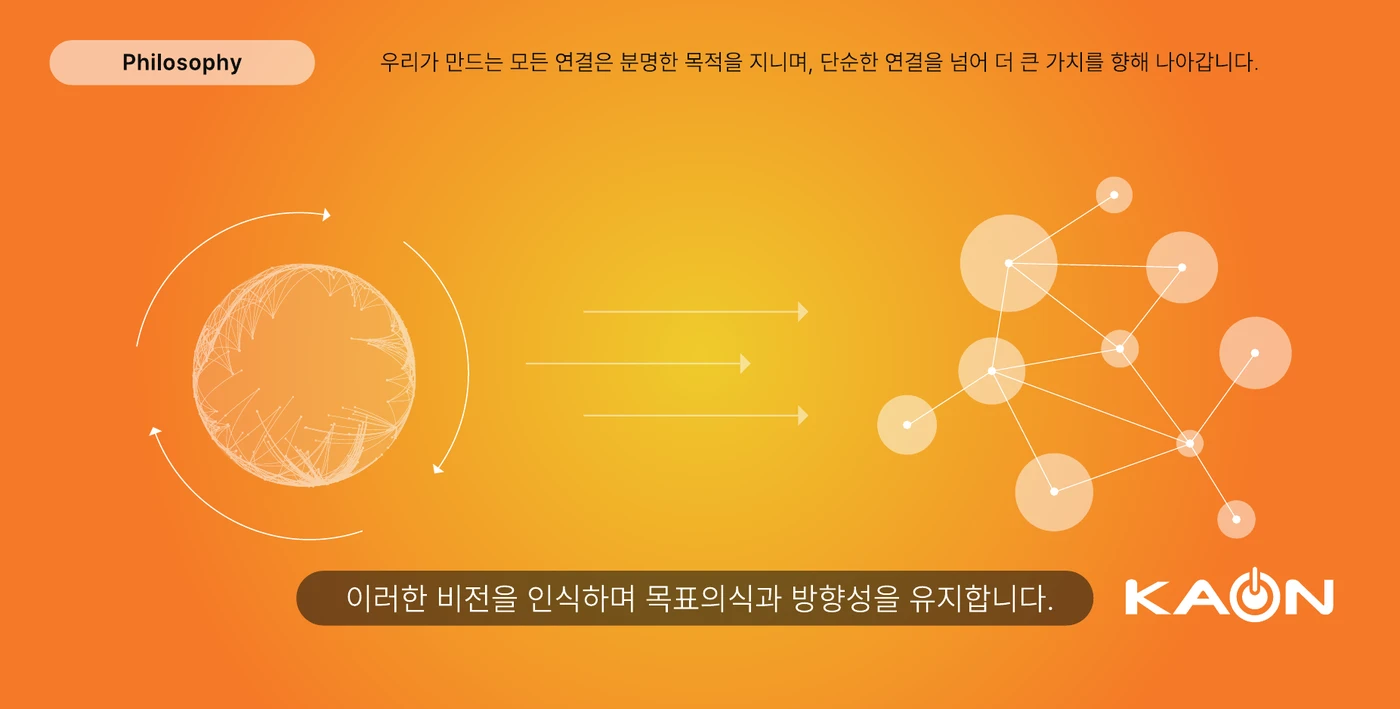 Philosophy
우리가 만드는 모든 연결은 분명한 목적을 지니며, 단순한 연결을 넘어 더 큰 가치를 향해 나아갑니다.
이러한 비전을 인식하며 목표의식과 방향성을 유지합니다.
KAON